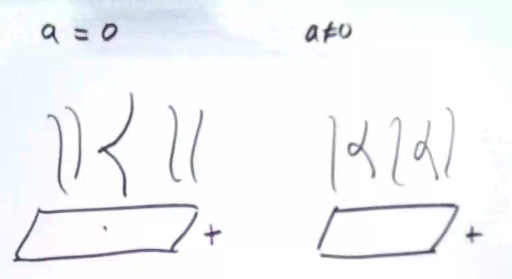 a = 0
a≠0
+
+